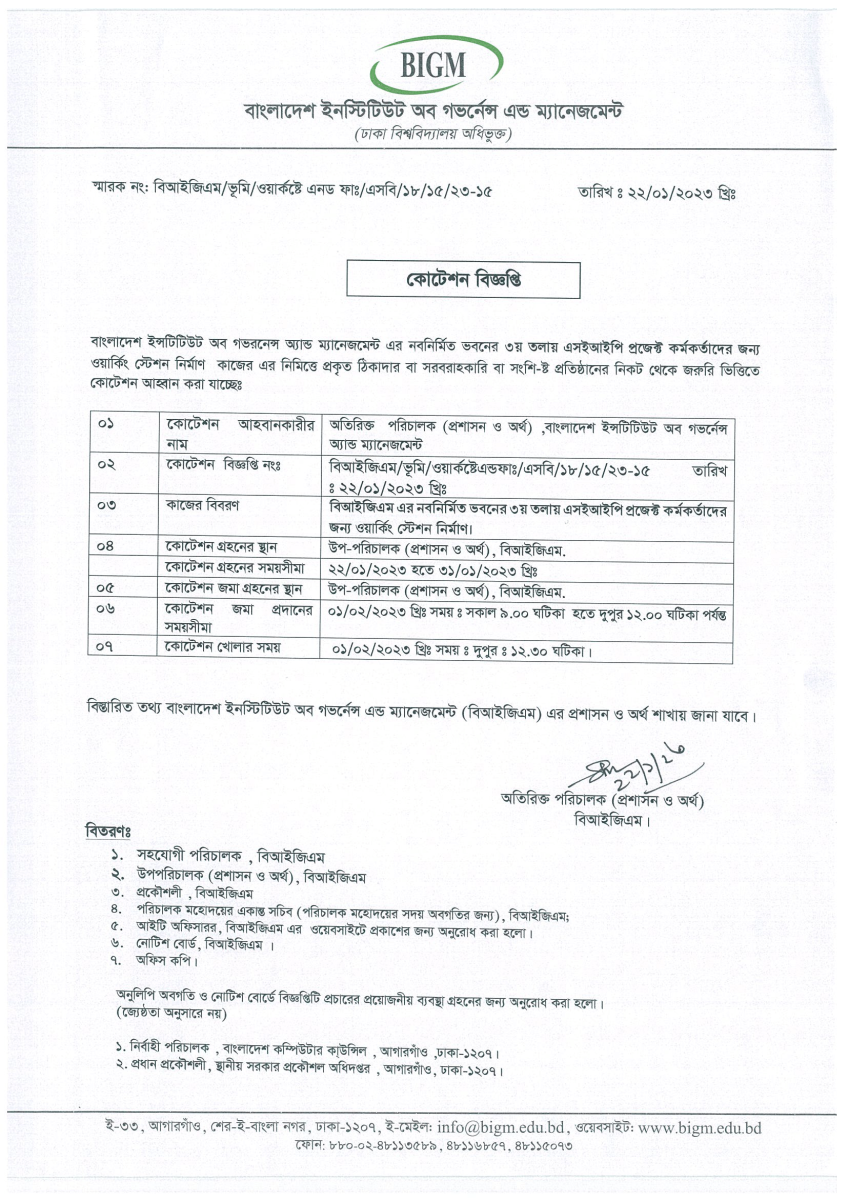 BIGM
বাংলাদেশ ইনস্টিটিউট অব গভর্নেন্স এন্ড ম্যানেজমেন্ট
(ঢাকা বিশ্ববিদ্যালয় অধিভুক্ত)
স্মারক নং: বিআইজিএম/ভূমি/ওয়ার্কষ্টে এনড ফাঃ/এসবি/১৮/১৫/২৩-১৫ তারিখ ঃ ২২/০১/২০২৩ খ্রিঃ
কোটেশন বিজ্ঞপ্তি
বাংলাদেশ ইন্সটিটিউট অব গভরনেন্স অ্যান্ড ম্যানেজমেন্ট এর নবনির্মিত ভবনের ৩য় তলায় এসইআইপি প্রজেক্ট কর্মকর্তাদের জন্য
ওয়ার্কিং স্টেশন নির্মাণ কাজের এর নিমিত্তে প্রকৃত ঠিকাদার বা সরবরাহকারি বা সংশি-ষ্ট প্রতিষ্ঠানের নিকট থেকে জরুরি ভিত্তিতে
কোটেশন আহ্বান করা যাচ্ছেঃ
০১ কোটেশন আহবানকারীর অতিরিক্ত পরিচালক (প্রশাসন ও অর্থ) ,বাংলাদেশ ইন্সটিটিউট অব গভর্নেন্স
নাম অ্যান্ড ম্যানেজমেন্ট
০২ কোটেশন বিজ্ঞপ্তি নংঃ বিআইজিএম/ভূমি/ওয়ার্কষ্টেএন্ডফাঃ/এসবি/১৮/১৫/২৩-১৫ তারিখ
ঃ ২২/০১/২০২৩ খ্রিঃ
০৩ কাজের বিবরণ বিআইজিএম এর নবনির্মিত ভবনের ৩য় তলায় এসইআইপি প্রজেক্ট কর্মকর্তাদের
জন্য ওয়ার্কিং স্টেশন নির্মাণ।
০৪ কোটেশন গ্রহনের স্থান উপ-পরিচালক (প্রশাসন ও অর্থ), বিআইজিএম.
কোটেশন গ্রহনের সময়সীমা ২২/০১/২০২৩ হতে ৩১/০১/২০২৩ খ্রিঃ
০৫ কোটেশন জমা গ্রহনের স্থান উপ-পরিচালক (প্রশাসন ও অর্থ), বিআইজিএম.
০৬ কোটেশন জমা প্রদানের ০১/০২/২০২৩ খ্রিঃ সময় ঃ সকাল ৯.০০ ঘটিকা হতে দুপুর ১২.০০ ঘটিকা পর্যন্ত
সময়সীমা
০৭ কোটেশন খোলার সময় ০১/০২/২০২৩ খ্রিঃ সময় ঃ দুপুর ঃ ১২.৩০ ঘটিকা।
বিস্তারিত তথ্য বাংলাদেশ ইনস্টিটিউট অব গভর্নেন্স এন্ড ম্যানেজমেন্ট (বিআইজিএম) এর প্রশাসন ও অর্থ শাখায় জানা যাবে।
অতিরিক্ত পরিচালক (প্রশাসন ও অর্থ)
বিআইজিএম।
বিতরণঃ
১. সহযোগী পরিচালক , বিআইজিএম
২. উপপরিচালক (প্রশাসন ও অর্থ), বিআইজিএম
৩. প্রকৌশলী , বিআইজিএম
৪. পরিচালক মহোদয়ের একান্ত সচিব (পরিচালক মহোদয়ের সদয় অবগতির জন্য), বিআইজিএম;
৫. আইটি অফিসারর, বিআইজিএম এর ওয়েবসাইটে প্রকাশের জন্য অনুরোধ করা হলো।
৬. নোটিশ বোর্ড, বিআইজিএম ।
৭. অফিস কপি।
অনুলিপি অবগতি ও নোটিশ বোর্ডে বিজ্ঞপ্তিটি প্রচারের প্রয়োজনীয় ব্যবস্থা গ্রহনের জন্য অনুরোধ করা হলো।
(জ্যেষ্ঠতা অনুসারে নয়)
১. নির্বাহী পরিচালক , বাংলাদেশ কম্পিউটার কাউন্সিল , আগারগাঁও ,ঢাকা-১২০৭।
২. প্রধান প্রকৌশলী , স্থানীয় সরকার প্রকৌশল অধিদপ্তর , আগারগাঁও, ঢাকা-১২০৭।
ই-৩৩, আগারগাঁও, শের-ই-বাংলা নগর, ঢাকা-১২০৭, ই-মেইল: info@bigm.edu.bd, ওয়েবসাইট: www.bigm.edu.bd
ফোন: ৮৮০-০২-৪৮১১৩৫৮৯, ৪৮১১৬৮৫৭, ৪৮১১৫০৭৩